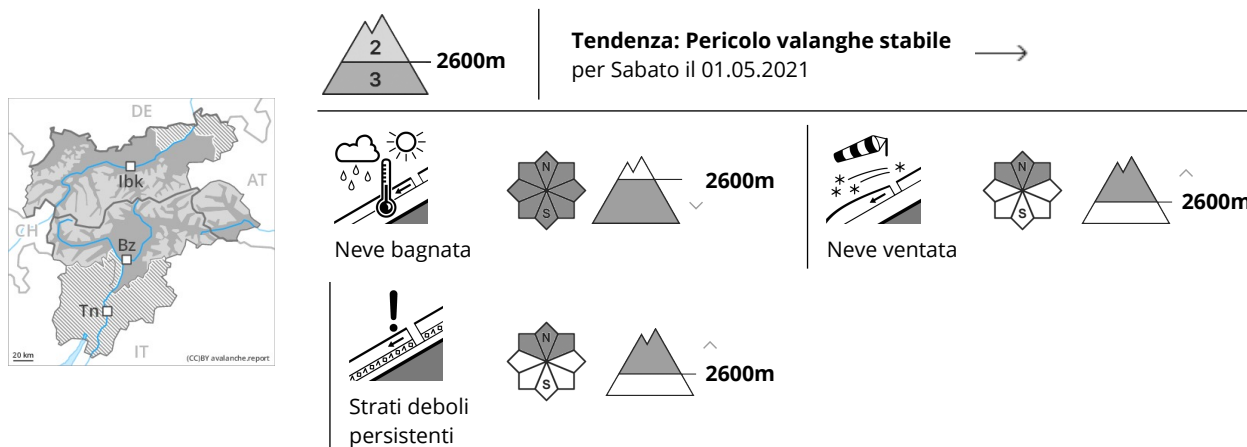 2
3
2600m
Tendenza: Pericolo valanghe stabile
per Sabato il 01.05.2021
DE
Ibk
AT
CH
Bz
Tn
IT
20 km
(CC)BY avalanche.report
N
S
2600m
Neve bagnata
N
S
2600m
Neve ventata
N
S
2600m
Strati deboli
persistenti